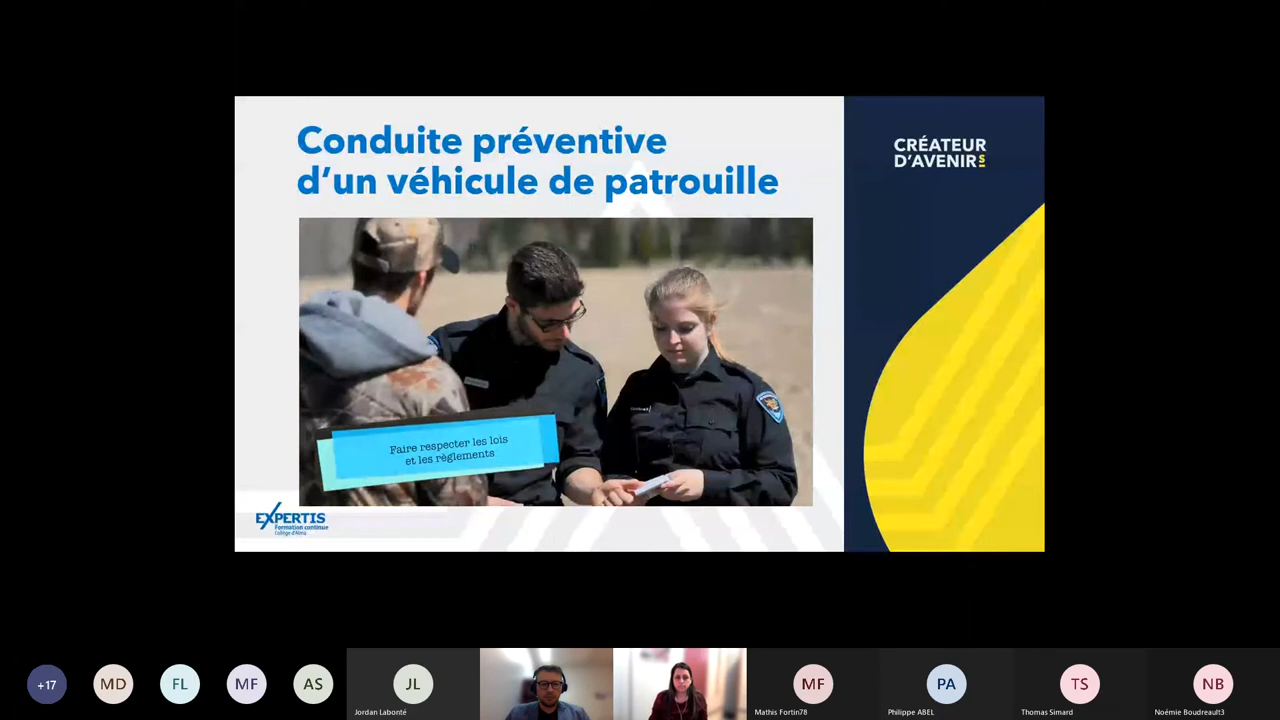 Conduite préventive
d'un véhicule de patrouille
CRÉATEUR
D'AVENIRS
Faire respecter les lois
et les règlements
EXPERTIS
Formation continue
Collège d'Alma
+17
MD
FL
MF
AS
JL
Jordan Labonté
MF
Mathis Fortin78
PA
Philippe ABEL
TS
Thomas Simard
NB
Noémie Boudreault3